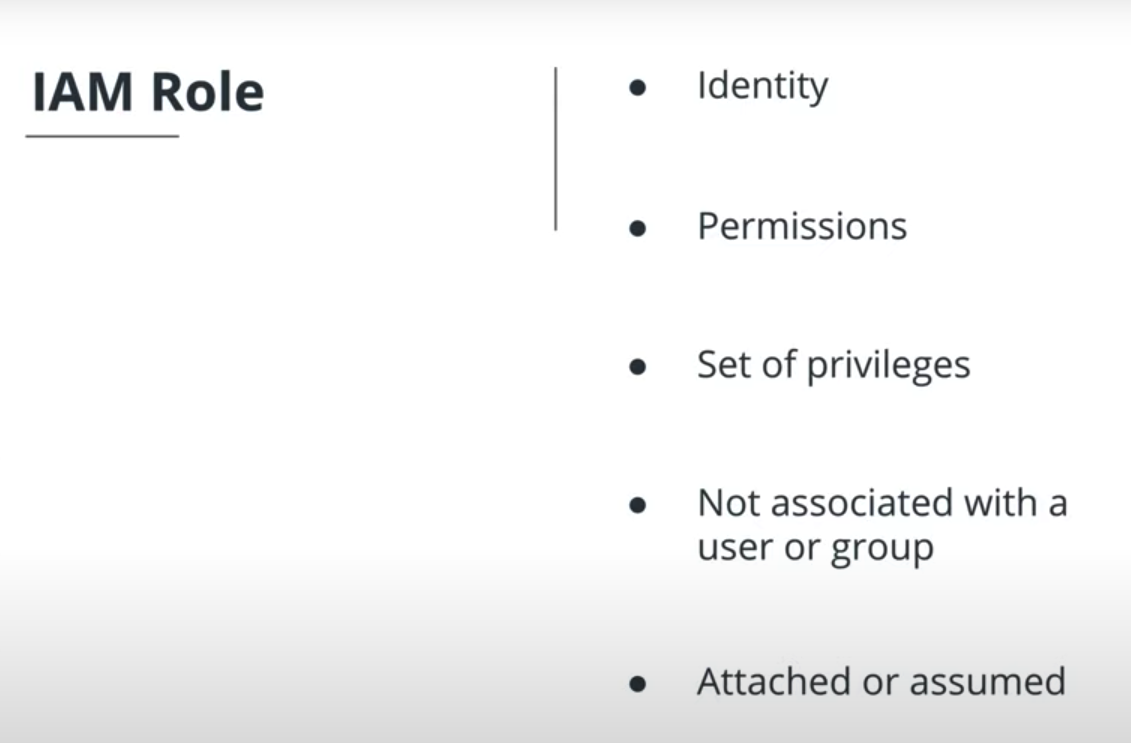 IAM Role
● Identity
● Permissions
● Set of privileges
● Not associated with a
user or group
● Attached or assumed